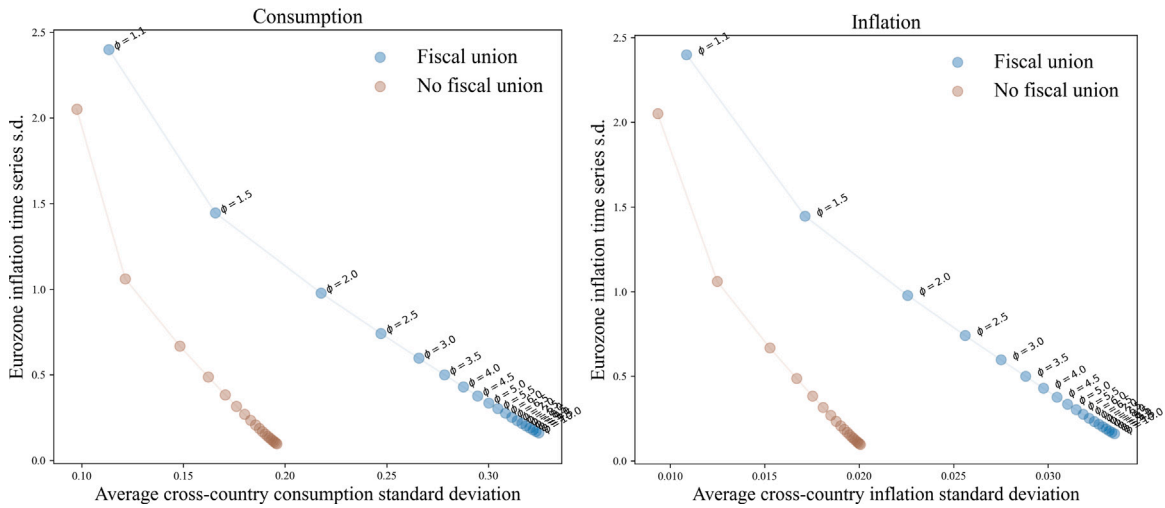 Consumption
Fiscal union
No fiscal union
Eurozone inflation time series s.d.
2.5
2.0
1.5
1.0
0.5
0.0
ϕ = 1.1
ϕ = 1.5
ϕ = 2.0
ϕ = 2.5
ϕ = 3.0
ϕ = 3.5
ϕ = 4.0
ϕ = 4.5
0.10
0.15
0.20
0.25
0.30
Average cross-country consumption standard deviation
Inflation
Fiscal union
No fiscal union
Eurozone inflation time series s.d.
2.5
2.0
1.5
1.0
0.5
0.0
ϕ = 1.1
ϕ = 1.5
ϕ = 2.0
ϕ = 2.5
ϕ = 3.0
ϕ = 3.5
ϕ = 4.0
ϕ = 4.5
0.010
0.015
0.020
0.025
0.030
Average cross-country inflation standard deviation